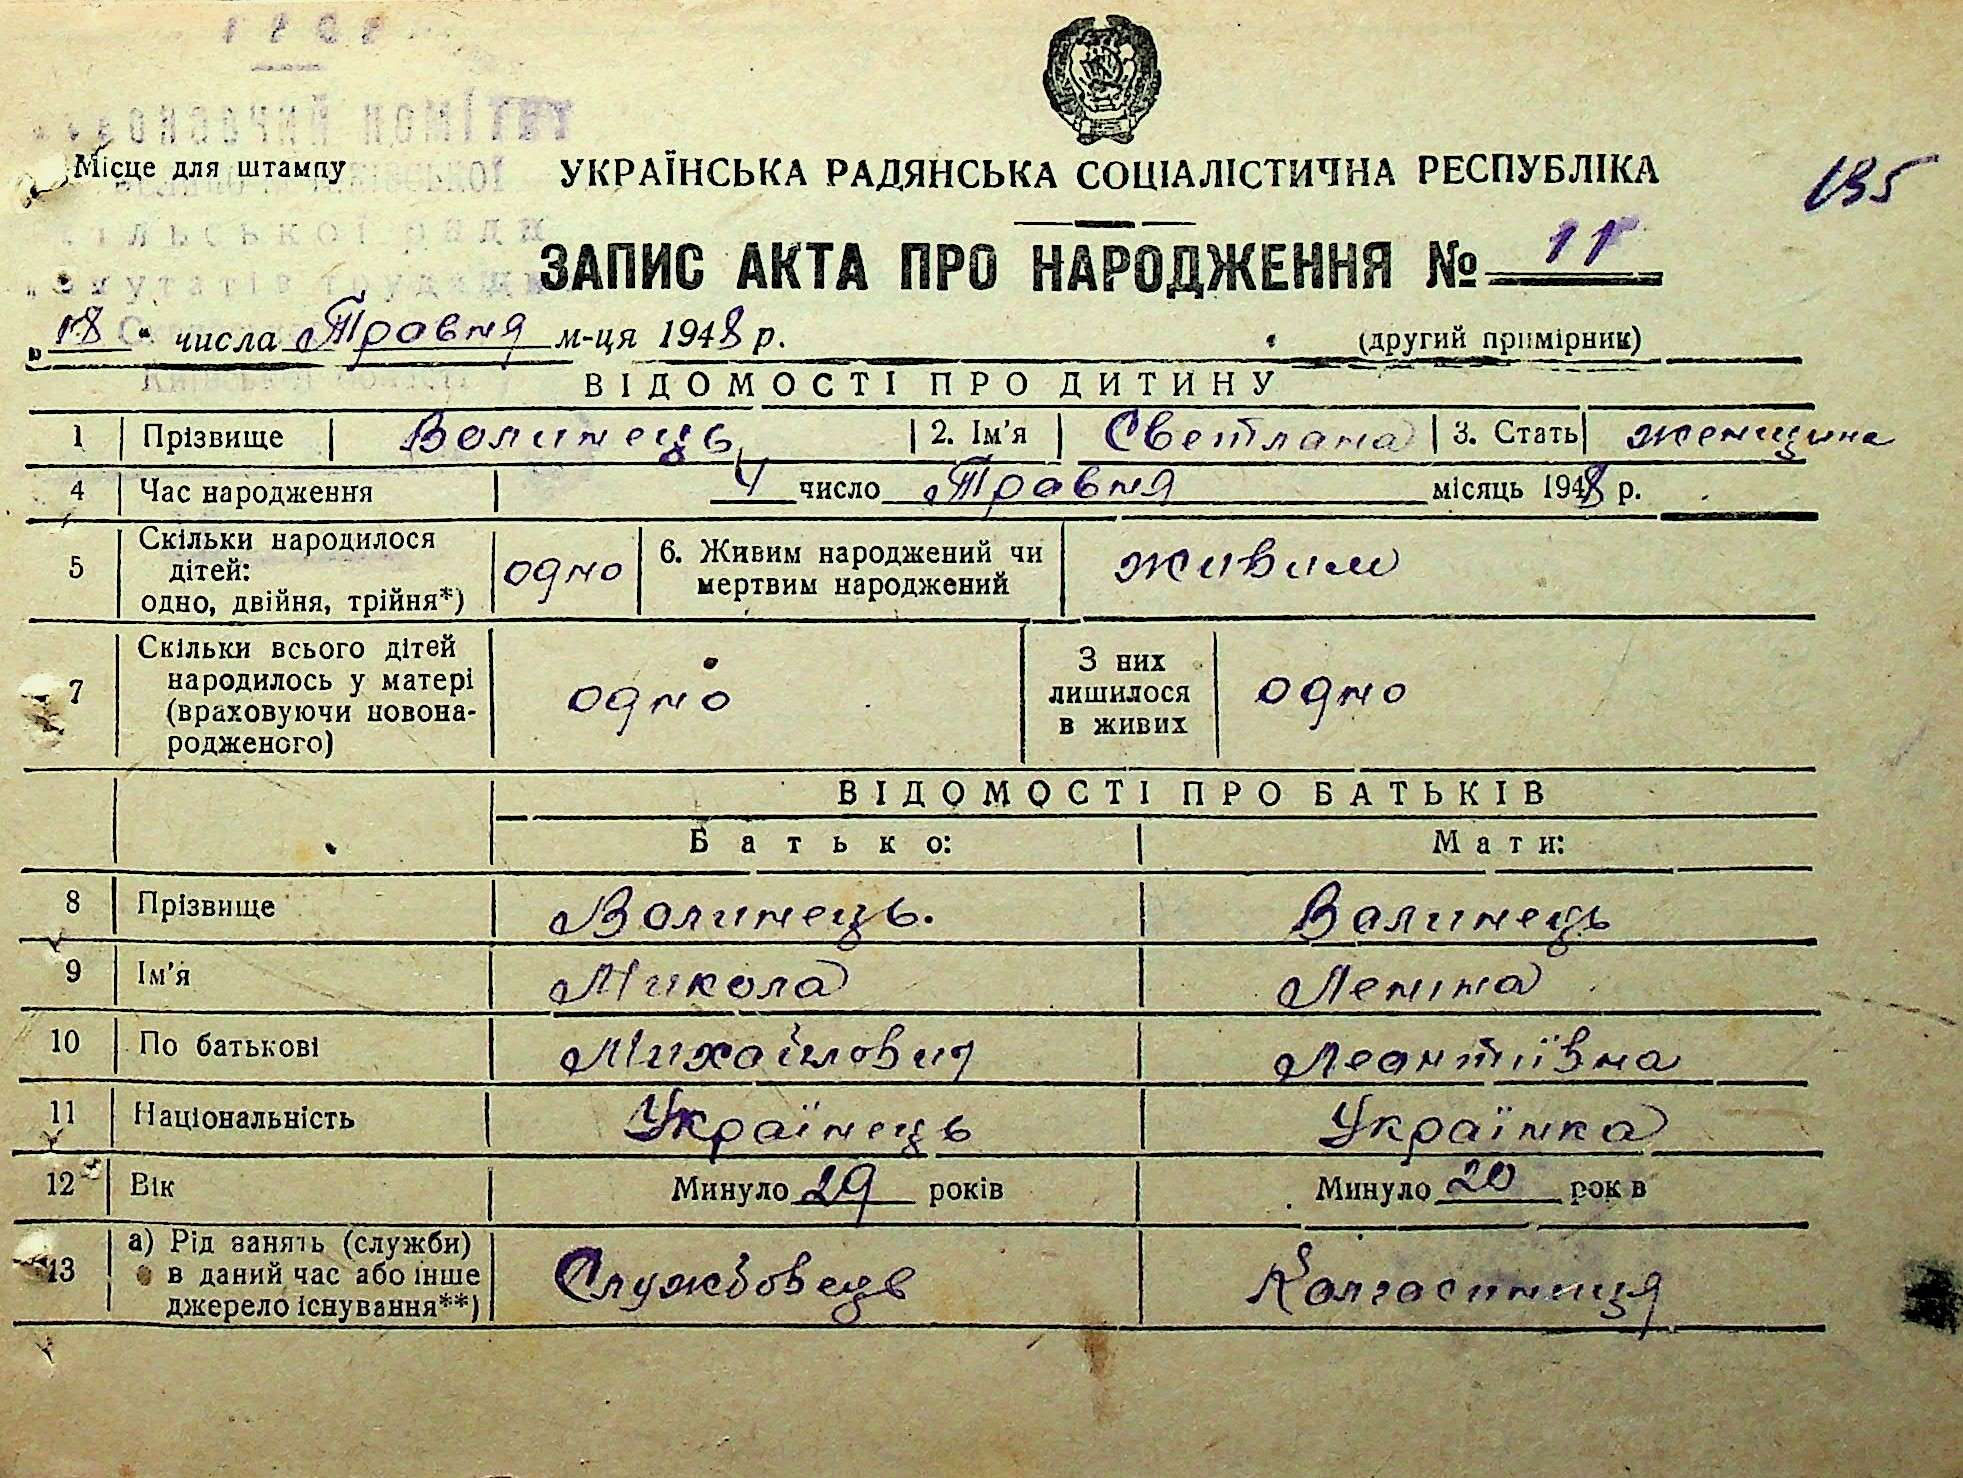 Місце для штампу
УКРАЇНСЬКА РАДЯНСЬКА СОЦІАЛІСТИЧНА РЕСПУБЛІКА
135
ЗАПИС АКТА ПРО НАРОДЖЕННЯ № 11
"18" числа Травня м-ця 1948 р. (другий примірник)
ВІДОМОСТІ ПРО ДИТИНУ
1 Прізвище Волинець 2. Ім'я Светлана 3. Стать женщина
4 Час народження 4 число Травня місяць 1948 р.
5 Скільки народилося дітей: одно, двійня, трійня*) одно 6. Живим народжений чи мертвим народжений живим
7 Скільки всього дітей народилось у матері (враховуючи новонародженого) одно З них лишилося в живих одно
ВІДОМОСТІ ПРО БАТЬКІВ
Батько: Мати:
8 Прізвище Волинець. Валинець
9 Ім'я Микола Леніна
10 По батькові Михайлович Леонтіївна
11 Національність Українець Українка
12 Вік Минуло 29 років Минуло 20 рок в
13 а) Рід занять (служби) в даний час або інше джерело існування**) Службовець Колгоспниця